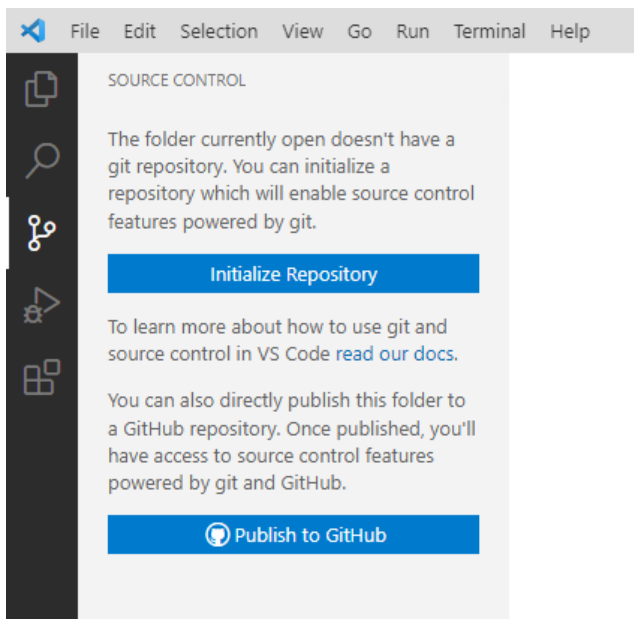 File Edit Selection View Go Run Terminal Help
SOURCE CONTROL
The folder currently open doesn't have a
git repository. You can initialize a
repository which will enable source control
features powered by git.
Initialize Repository
To learn more about how to use git and
source control in VS Code read our docs.
You can also directly publish this folder to
a GitHub repository. Once published, you'll
have access to source control features
powered by git and GitHub.
Publish to GitHub